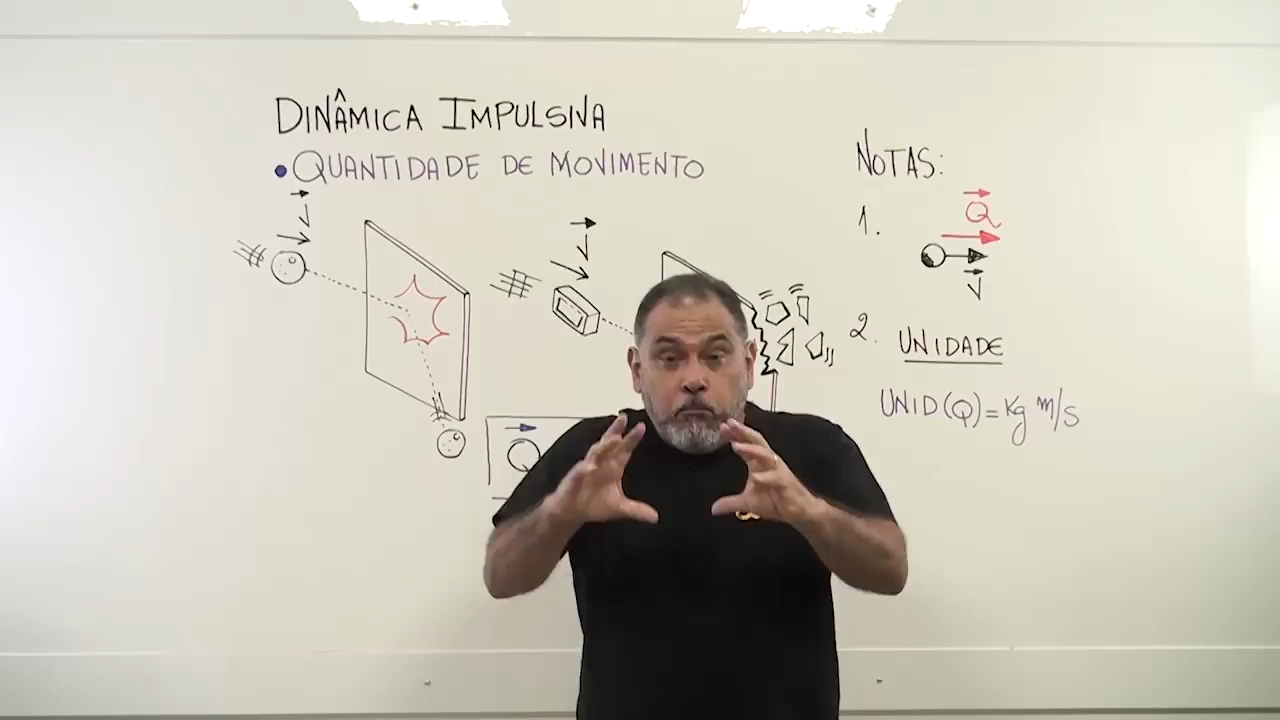 DINÂMICA IMPULSIVA
• QUANTIDADE DE MOVIMENTO
V
V
Q
NOTAS:
1.
Q
V
2. UNIDADE
UNID(Q) = Kg m/s